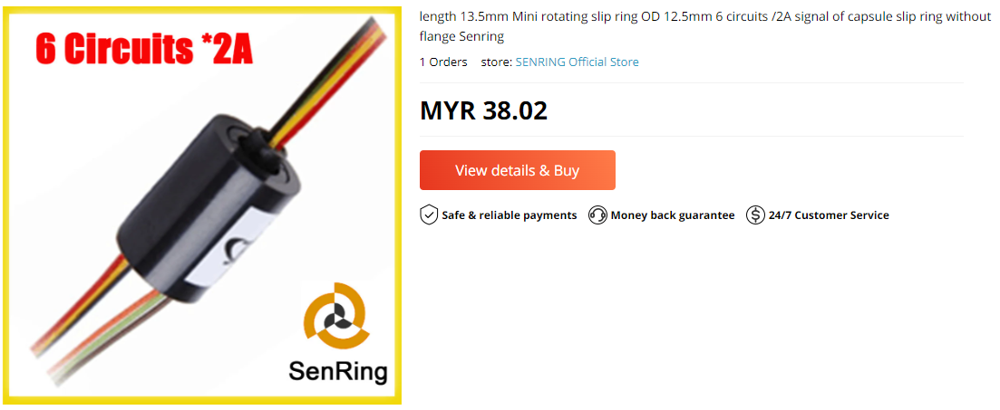 6 Circuits *2A
SenRing
length 13.5mm Mini rotating slip ring OD 12.5mm 6 circuits /2A signal of capsule slip ring without
flange Senring
1 Orders store: SENRING Official Store
MYR 38.02
View details & Buy
Safe & reliable payments Money back guarantee 24/7 Customer Service